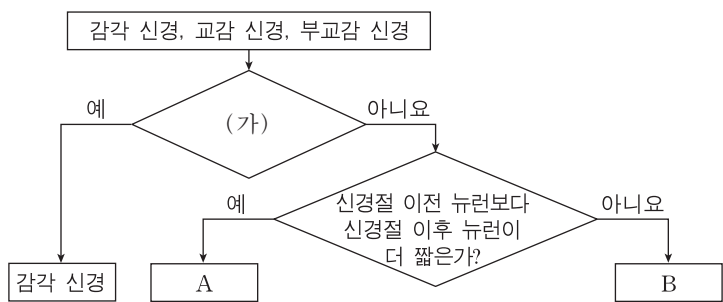 감각 신경, 교감 신경, 부교감 신경
(가)
예
아니요
신경절 이전 뉴런보다
신경절 이후 뉴런이
더 짧은가?
예
아니요
감각 신경
A
B